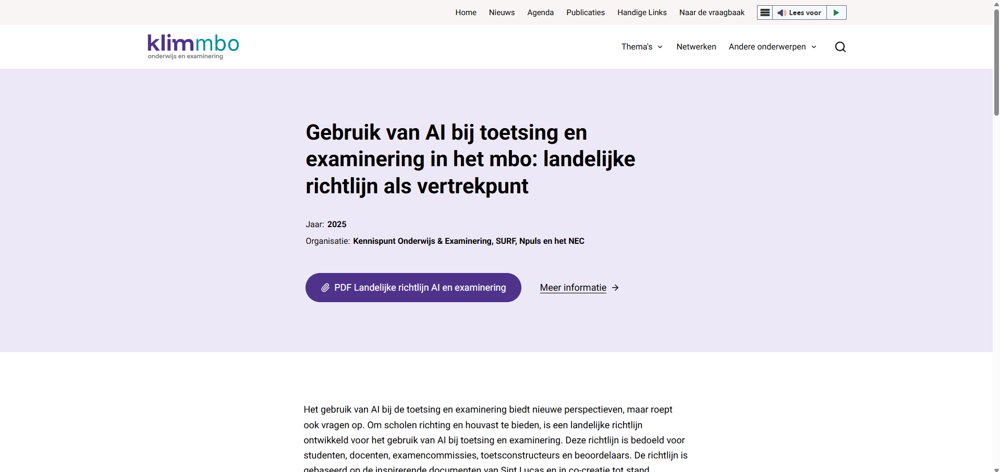 Home Nieuws Agenda Publicaties Handige Links Naar de vraagbaak Lees voor
klimmbo
onderwijs en examinering
Thema's Netwerken Andere onderwerpen
Gebruik van AI bij toetsing en
examinering in het mbo: landelijke
richtlijn als vertrekpunt
Jaar: 2025
Organisatie: Kennispunt Onderwijs & Examinering, SURF, Npuls en het NEC
PDF Landelijke richtlijn AI en examinering
Meer informatie →
Het gebruik van AI bij de toetsing en examinering biedt nieuwe perspectieven, maar roept
ook vragen op. Om scholen richting en houvast te bieden, is een landelijke richtlijn
ontwikkeld voor het gebruik van AI bij toetsing en examinering. Deze richtlijn is bedoeld voor
studenten, docenten, examencommissies, toetsconstructeurs en beoordelaars. De richtlijn is
gebaseerd op de inspirerende documenten van Sint Lucas en in co-creatie tot stand